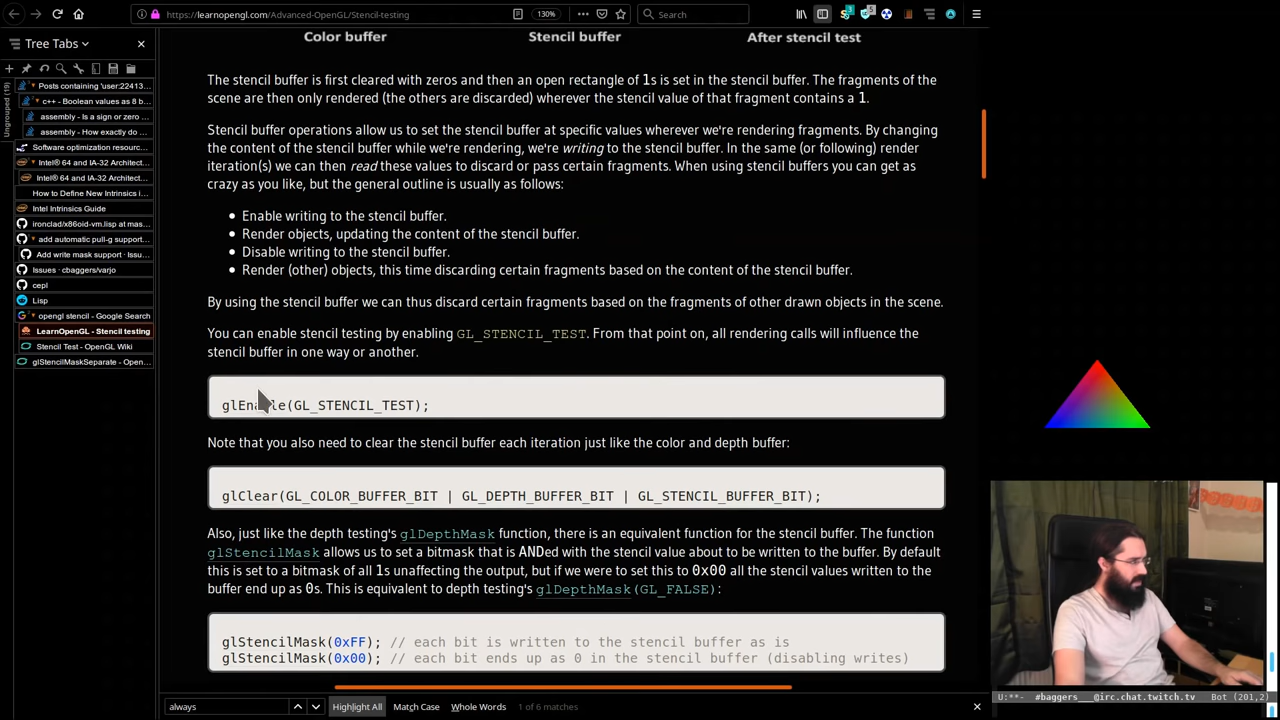 https://learnopengl.com/Advanced-OpenGL/Stencil-testing
130%
Search
Tree Tabs
Ungrouped (19)
Posts containing 'user:22413...
c++ - Boolean values as 8 b...
assembly - Is a sign or zero ...
assembly - How exactly do ...
Software optimization resourc...
Intel® 64 and IA-32 Architect...
Intel® 64 and IA-32 Architect...
How to Define New Intrinsics i...
Intel Intrinsics Guide
ironclad/x86oid-vm.lisp at mas...
add automatic pull-g support...
Add write mask support · Issu...
Issues · cbaggers/varjo
cepl
Lisp
opengl stencil - Google Search
LearnOpenGL - Stencil testing
Stencil Test - OpenGL Wiki
glStencilMaskSeparate - Open...
Color buffer
Stencil buffer
After stencil test
The stencil buffer is first cleared with zeros and then an open rectangle of 1s is set in the stencil buffer. The fragments of the
scene are then only rendered (the others are discarded) wherever the stencil value of that fragment contains a 1.
Stencil buffer operations allow us to set the stencil buffer at specific values wherever we're rendering fragments. By changing
the content of the stencil buffer while we're rendering, we're writing to the stencil buffer. In the same (or following) render
iteration(s) we can then read these values to discard or pass certain fragments. When using stencil buffers you can get as
crazy as you like, but the general outline is usually as follows:
Enable writing to the stencil buffer.
Render objects, updating the content of the stencil buffer.
Disable writing to the stencil buffer.
Render (other) objects, this time discarding certain fragments based on the content of the stencil buffer.
By using the stencil buffer we can thus discard certain fragments based on the fragments of other drawn objects in the scene.
You can enable stencil testing by enabling GL_STENCIL_TEST. From that point on, all rendering calls will influence the
stencil buffer in one way or another.
glEnable(GL_STENCIL_TEST);
Note that you also need to clear the stencil buffer each iteration just like the color and depth buffer:
glClear(GL_COLOR_BUFFER_BIT | GL_DEPTH_BUFFER_BIT | GL_STENCIL_BUFFER_BIT);
Also, just like the depth testing's glDepthMask function, there is an equivalent function for the stencil buffer. The function
glStencilMask allows us to set a bitmask that is ANDed with the stencil value about to be written to the buffer. By default
this is set to a bitmask of all 1s unaffecting the output, but if we were to set this to 0x00 all the stencil values written to the
buffer end up as 0s. This is equivalent to depth testing's glDepthMask(GL_FALSE):
glStencilMask(0xFF); // each bit is written to the stencil buffer as is
glStencilMask(0x00); // each bit ends up as 0 in the stencil buffer (disabling writes)
always
Highlight All
Match Case
Whole Words
1 of 6 matches
U:**- #baggers___@irc.chat.twitch.tv Bot (201,2)